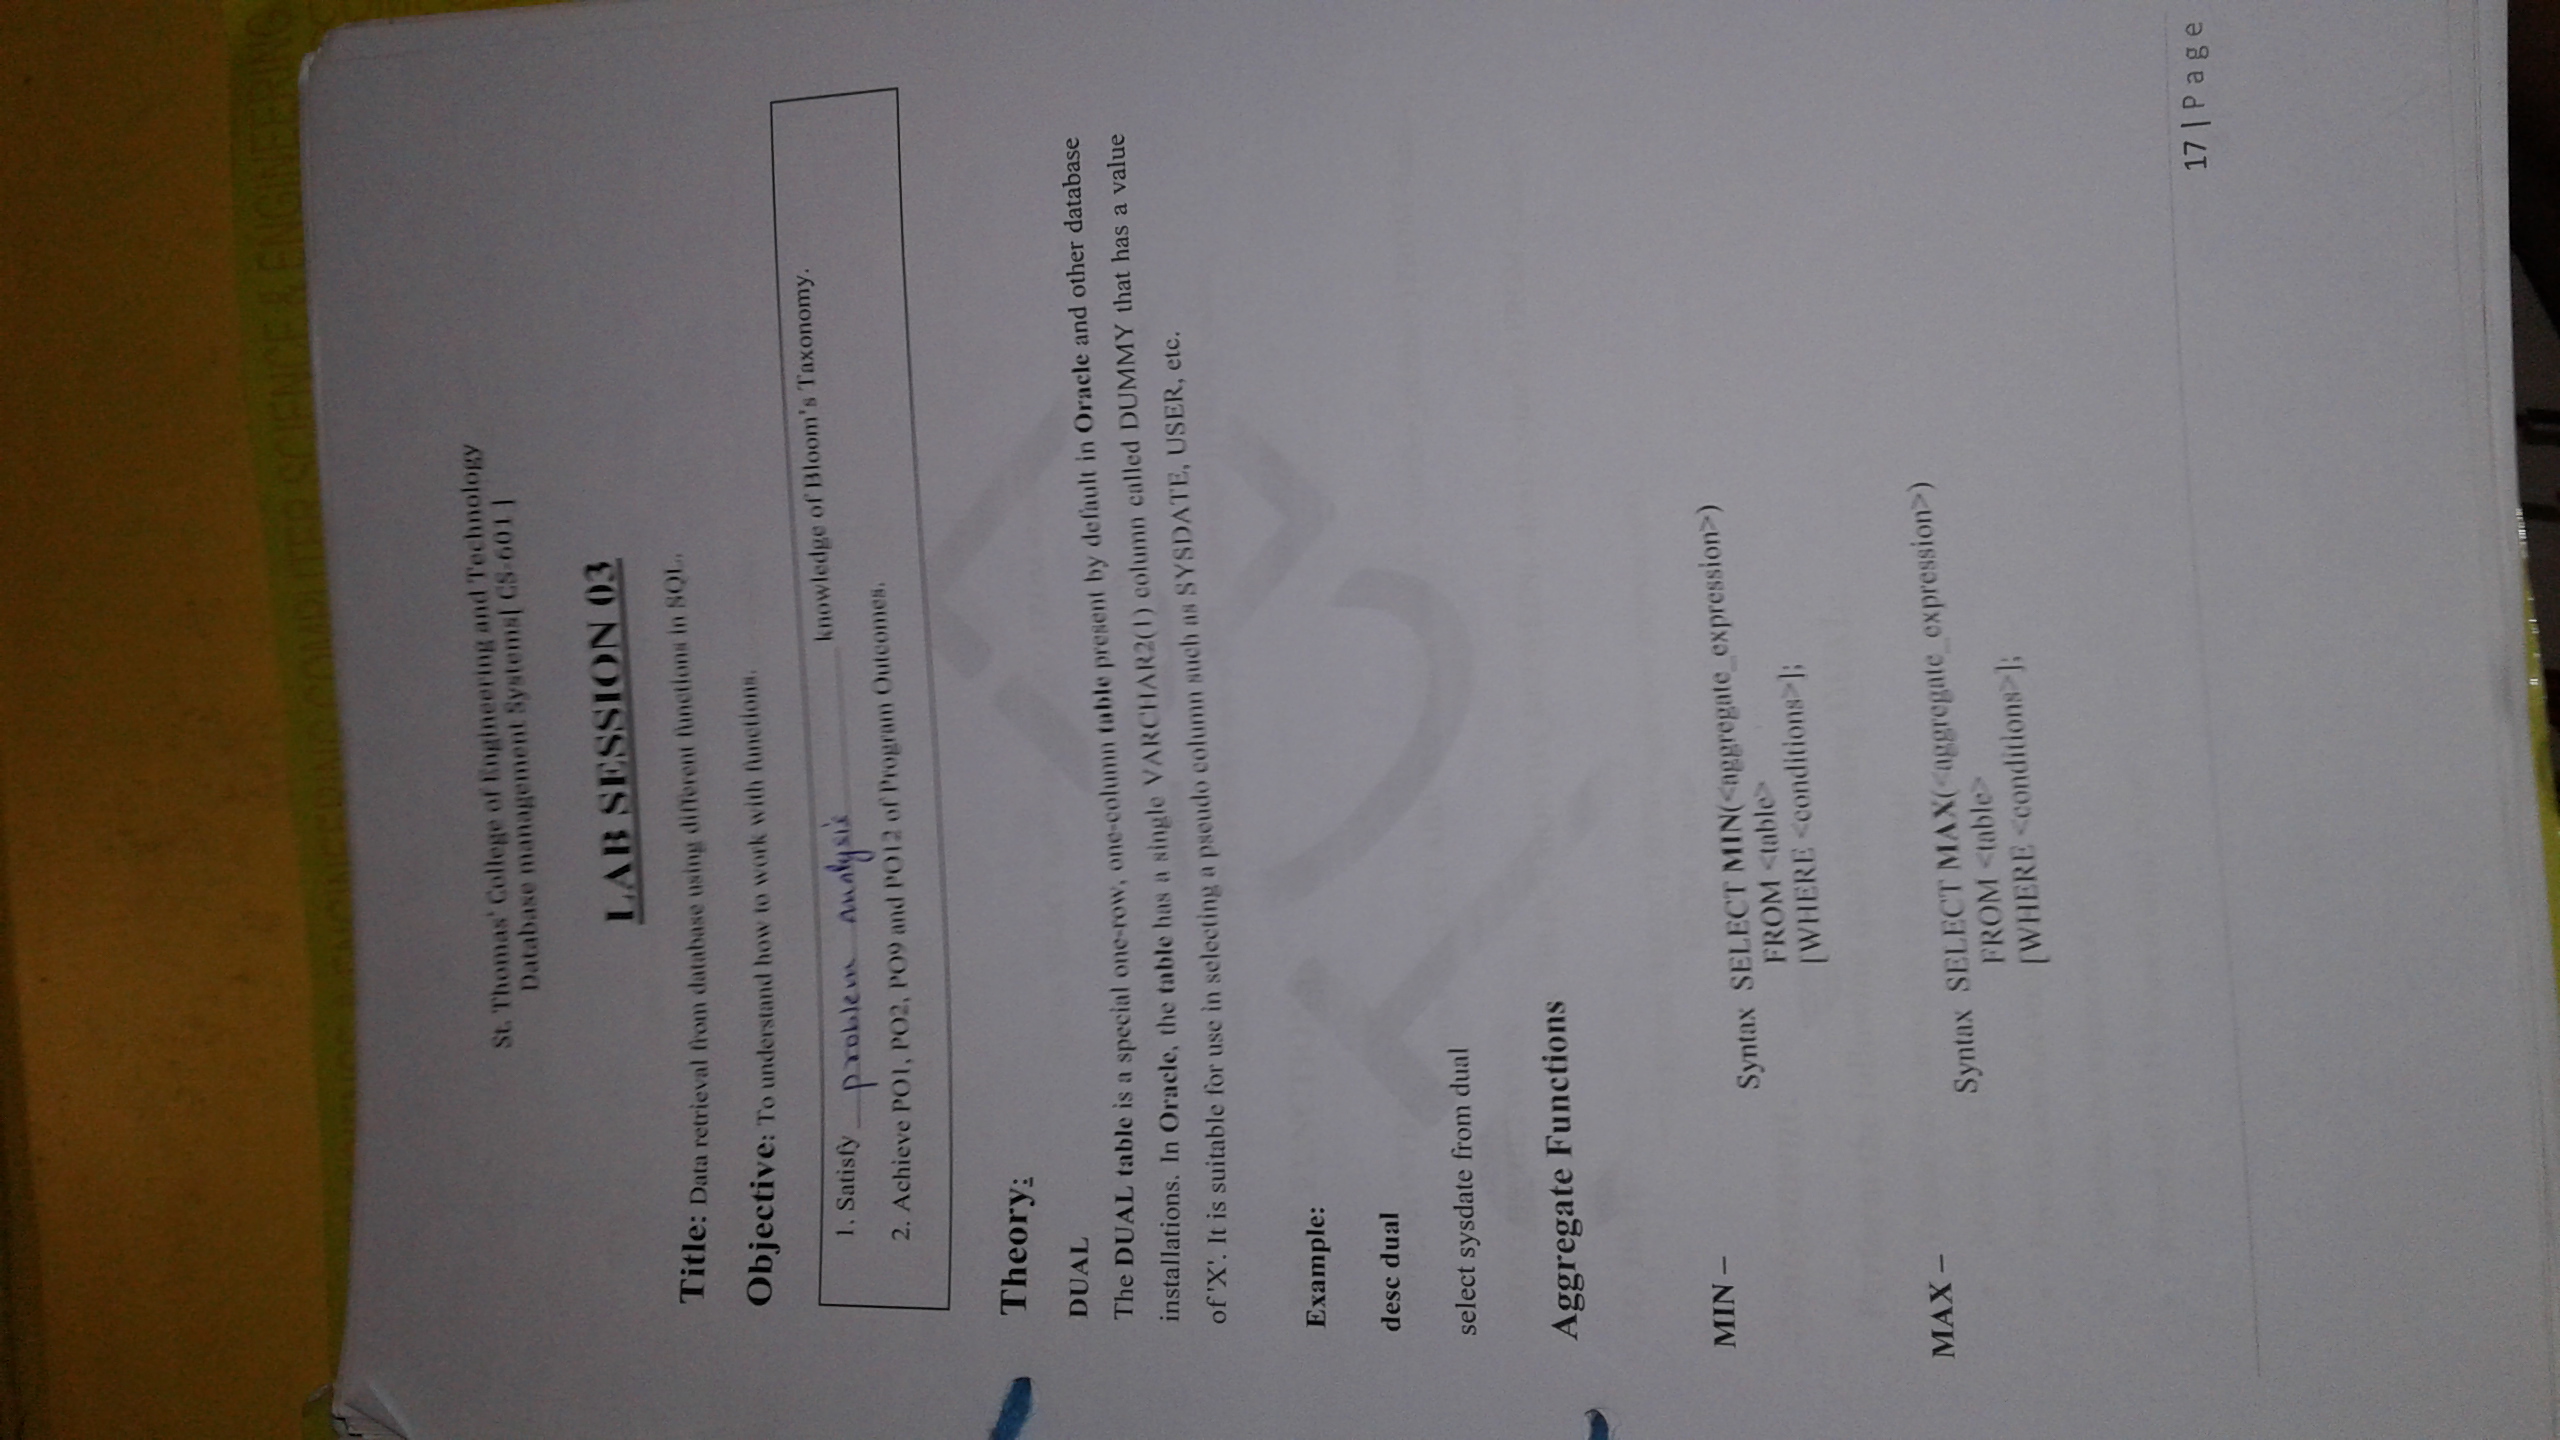 COMPUTER SCIENCE & ENGINEERING
St. Thomas' College of Engineering and Technology
Database management Systems[ CS-601 ]
LAB SESSION 03
Title: Data retrieval from database using different functions in SQL.
Objective: To understand how to work with functions.
1. Satisfy problem analysis knowledge of Bloom's Taxonomy.
2. Achieve PO1, PO2, PO9 and PO12 of Program Outcomes.
Theory:
DUAL
The DUAL table is a special one-row, one-column table present by default in Oracle and other database
installations. In Oracle, the table has a single VARCHAR2(1) column called DUMMY that has a value
of 'X'. It is suitable for use in selecting a pseudo column such as SYSDATE, USER, etc.
Example:
desc dual
select sysdate from dual
Aggregate Functions
MIN –
Syntax SELECT MIN(<aggregate_expression>)
FROM <table>
[WHERE <conditions>];
MAX –
Syntax SELECT MAX(<aggregate_expression>)
FROM <table>
[WHERE <conditions>];
17 | Page